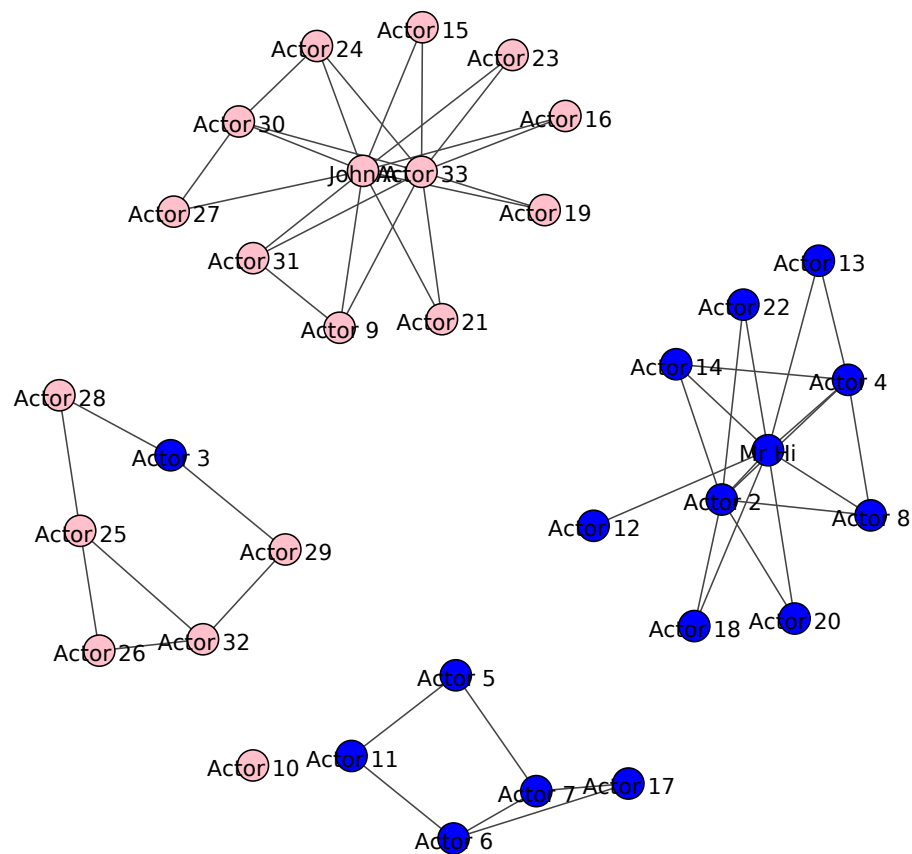 Actor 15
Actor 24
Actor 23
Actor 16
Actor 30
John A
Actor 33
Actor 27
Actor 19
Actor 31
Actor 9
Actor 21
Actor 13
Actor 22
Actor 14
Actor 4
Actor 28
Actor 3
Mr Hi
Actor 2
Actor 8
Actor 12
Actor 25
Actor 29
Actor 18
Actor 20
Actor 26
Actor 32
Actor 5
Actor 11
Actor 10
Actor 7
Actor 17
Actor 6